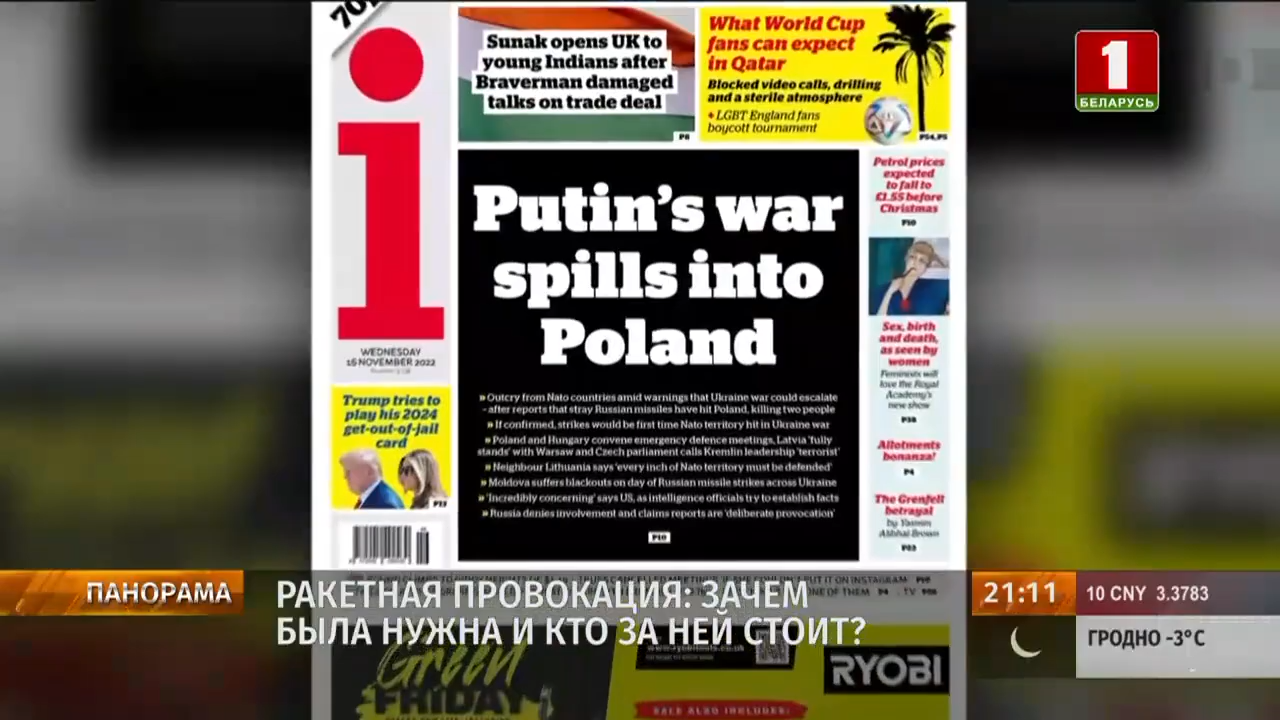 70p
i
WEDNESDAY
16 NOVEMBER 2022
Sunak opens UK to
young Indians after
Braverman damaged
talks on trade deal
P8
What World Cup
fans can expect
in Qatar
Blocked video calls, drilling
and a sterile atmosphere
• LGBT England fans
boycott tournament
1
БЕЛАРУСЬ
Putin's war
spills into
Poland
» Outcry from Nato countries amid warnings that Ukraine war could escalate
– after reports that stray Russian missiles have hit Poland, killing two people
» If confirmed, strikes would be first time Nato territory hit in Ukraine war
» Poland and Hungary convene emergency defence meetings, Latvia 'fully
stands' with Warsaw and Czech parliament calls Kremlin leadership 'terrorist'
» Neighbour Lithuania says 'every inch of Nato territory must be defended'
» Moldova suffers blackouts on day of Russian missile strikes across Ukraine
» 'Incredibly concerning' says US, as intelligence officials try to establish facts
» Russia denies involvement and claims reports are 'deliberate provocation'
P10
Petrol prices
expected
to fall to
£1.55 before
Christmas
P10
Sex, birth
and death,
as seen by
women
Feminists will
love the Royal
Academy's
new show
P38
Allotments
bonanza!
P4
The Grenfell
betrayal
by Yasmin
Alibhai-Brown
P23
Trump tries to
play his 2024
get-out-of-jail
card
P13
ПАНОРАМА
РАКЕТНАЯ ПРОВОКАЦИЯ: ЗАЧЕМ
БЫЛА НУЖНА И КТО ЗА НЕЙ СТОИТ?
21:11
10 CNY 3.3783
ГРОДНО -3°C
Green
FRIDAY
RYOBI
SALE ALSO INCLUDES: